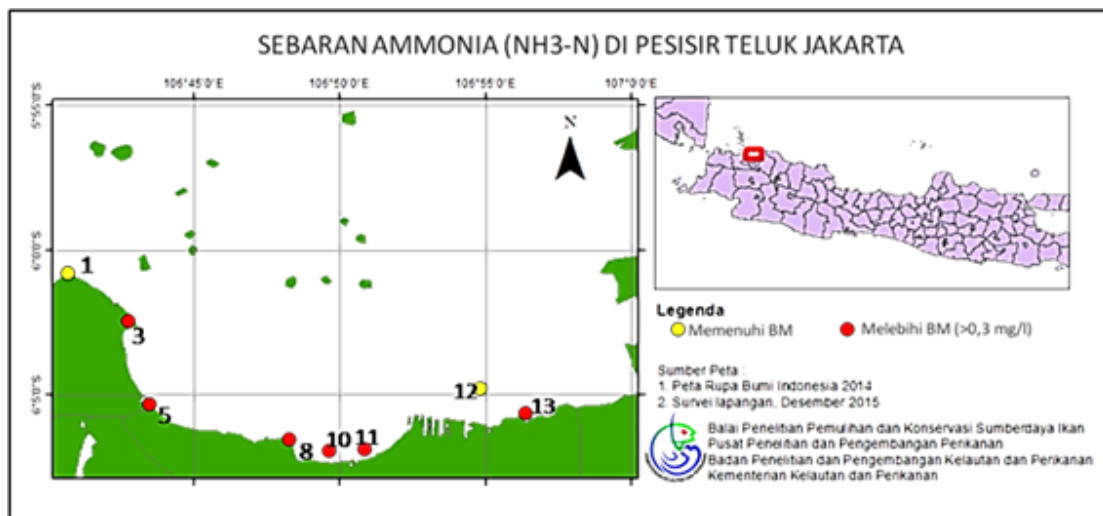 SEBARAN AMMONIA (NH3-N) DI PESISIR TELUK JAKARTA
106°45'0"E 106°50'0"E 106°55'0"E 107°0'0"E
5°55'0"S
N
6°0'0"S
1
3
6°5'0"S
5
8
10
11
12
13
Legenda
Memenuhi BM Melebihi BM (>0,3 mg/l)
Sumber Peta :
1. Peta Rupa Bumi Indonesia 2014
2. Survei lapangan, Desember 2015
Balai Penelitian Pemulihan dan Konservasi Sumberdaya Ikan
Pusat Penelitian dan Pengembangan Perikanan
Badan Penelitian dan Pengembangan Kelautan dan Perikanan
Kementerian Kelautan dan Perikanan